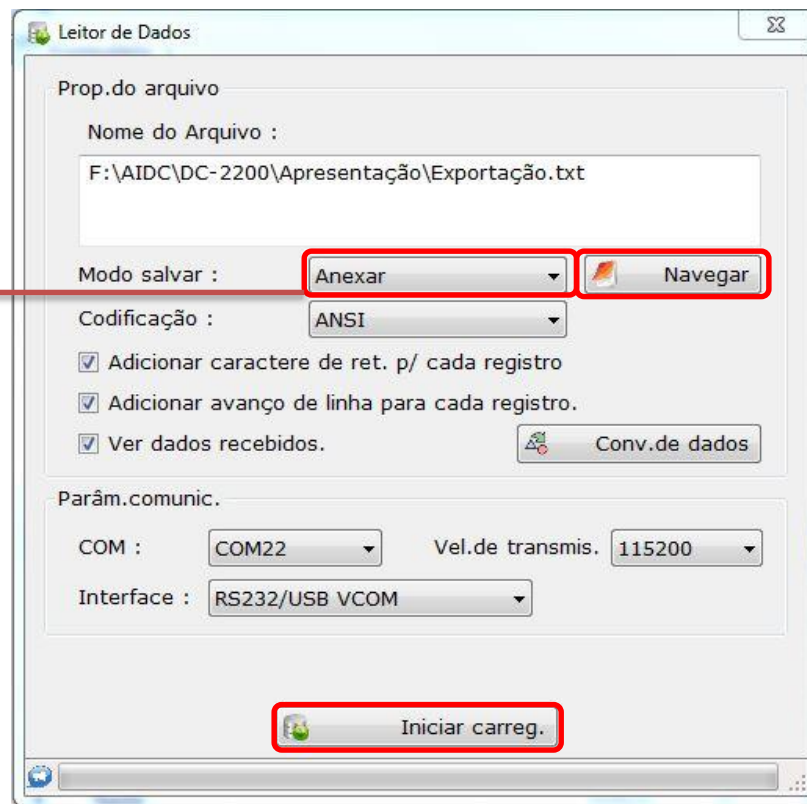 Leitor de Dados
Prop.do arquivo
Nome do Arquivo :
F:\AIDC\DC-2200\Apresentação\Exportação.txt
Modo salvar : Anexar Navegar
Codificação : ANSI
Adicionar caractere de ret. p/ cada registro
Adicionar avanço de linha para cada registro.
Ver dados recebidos. Conv.de dados
Parâm.comunic.
COM : COM22 Vel.de transmis. 115200
Interface : RS232/USB VCOM
Iniciar carreg.